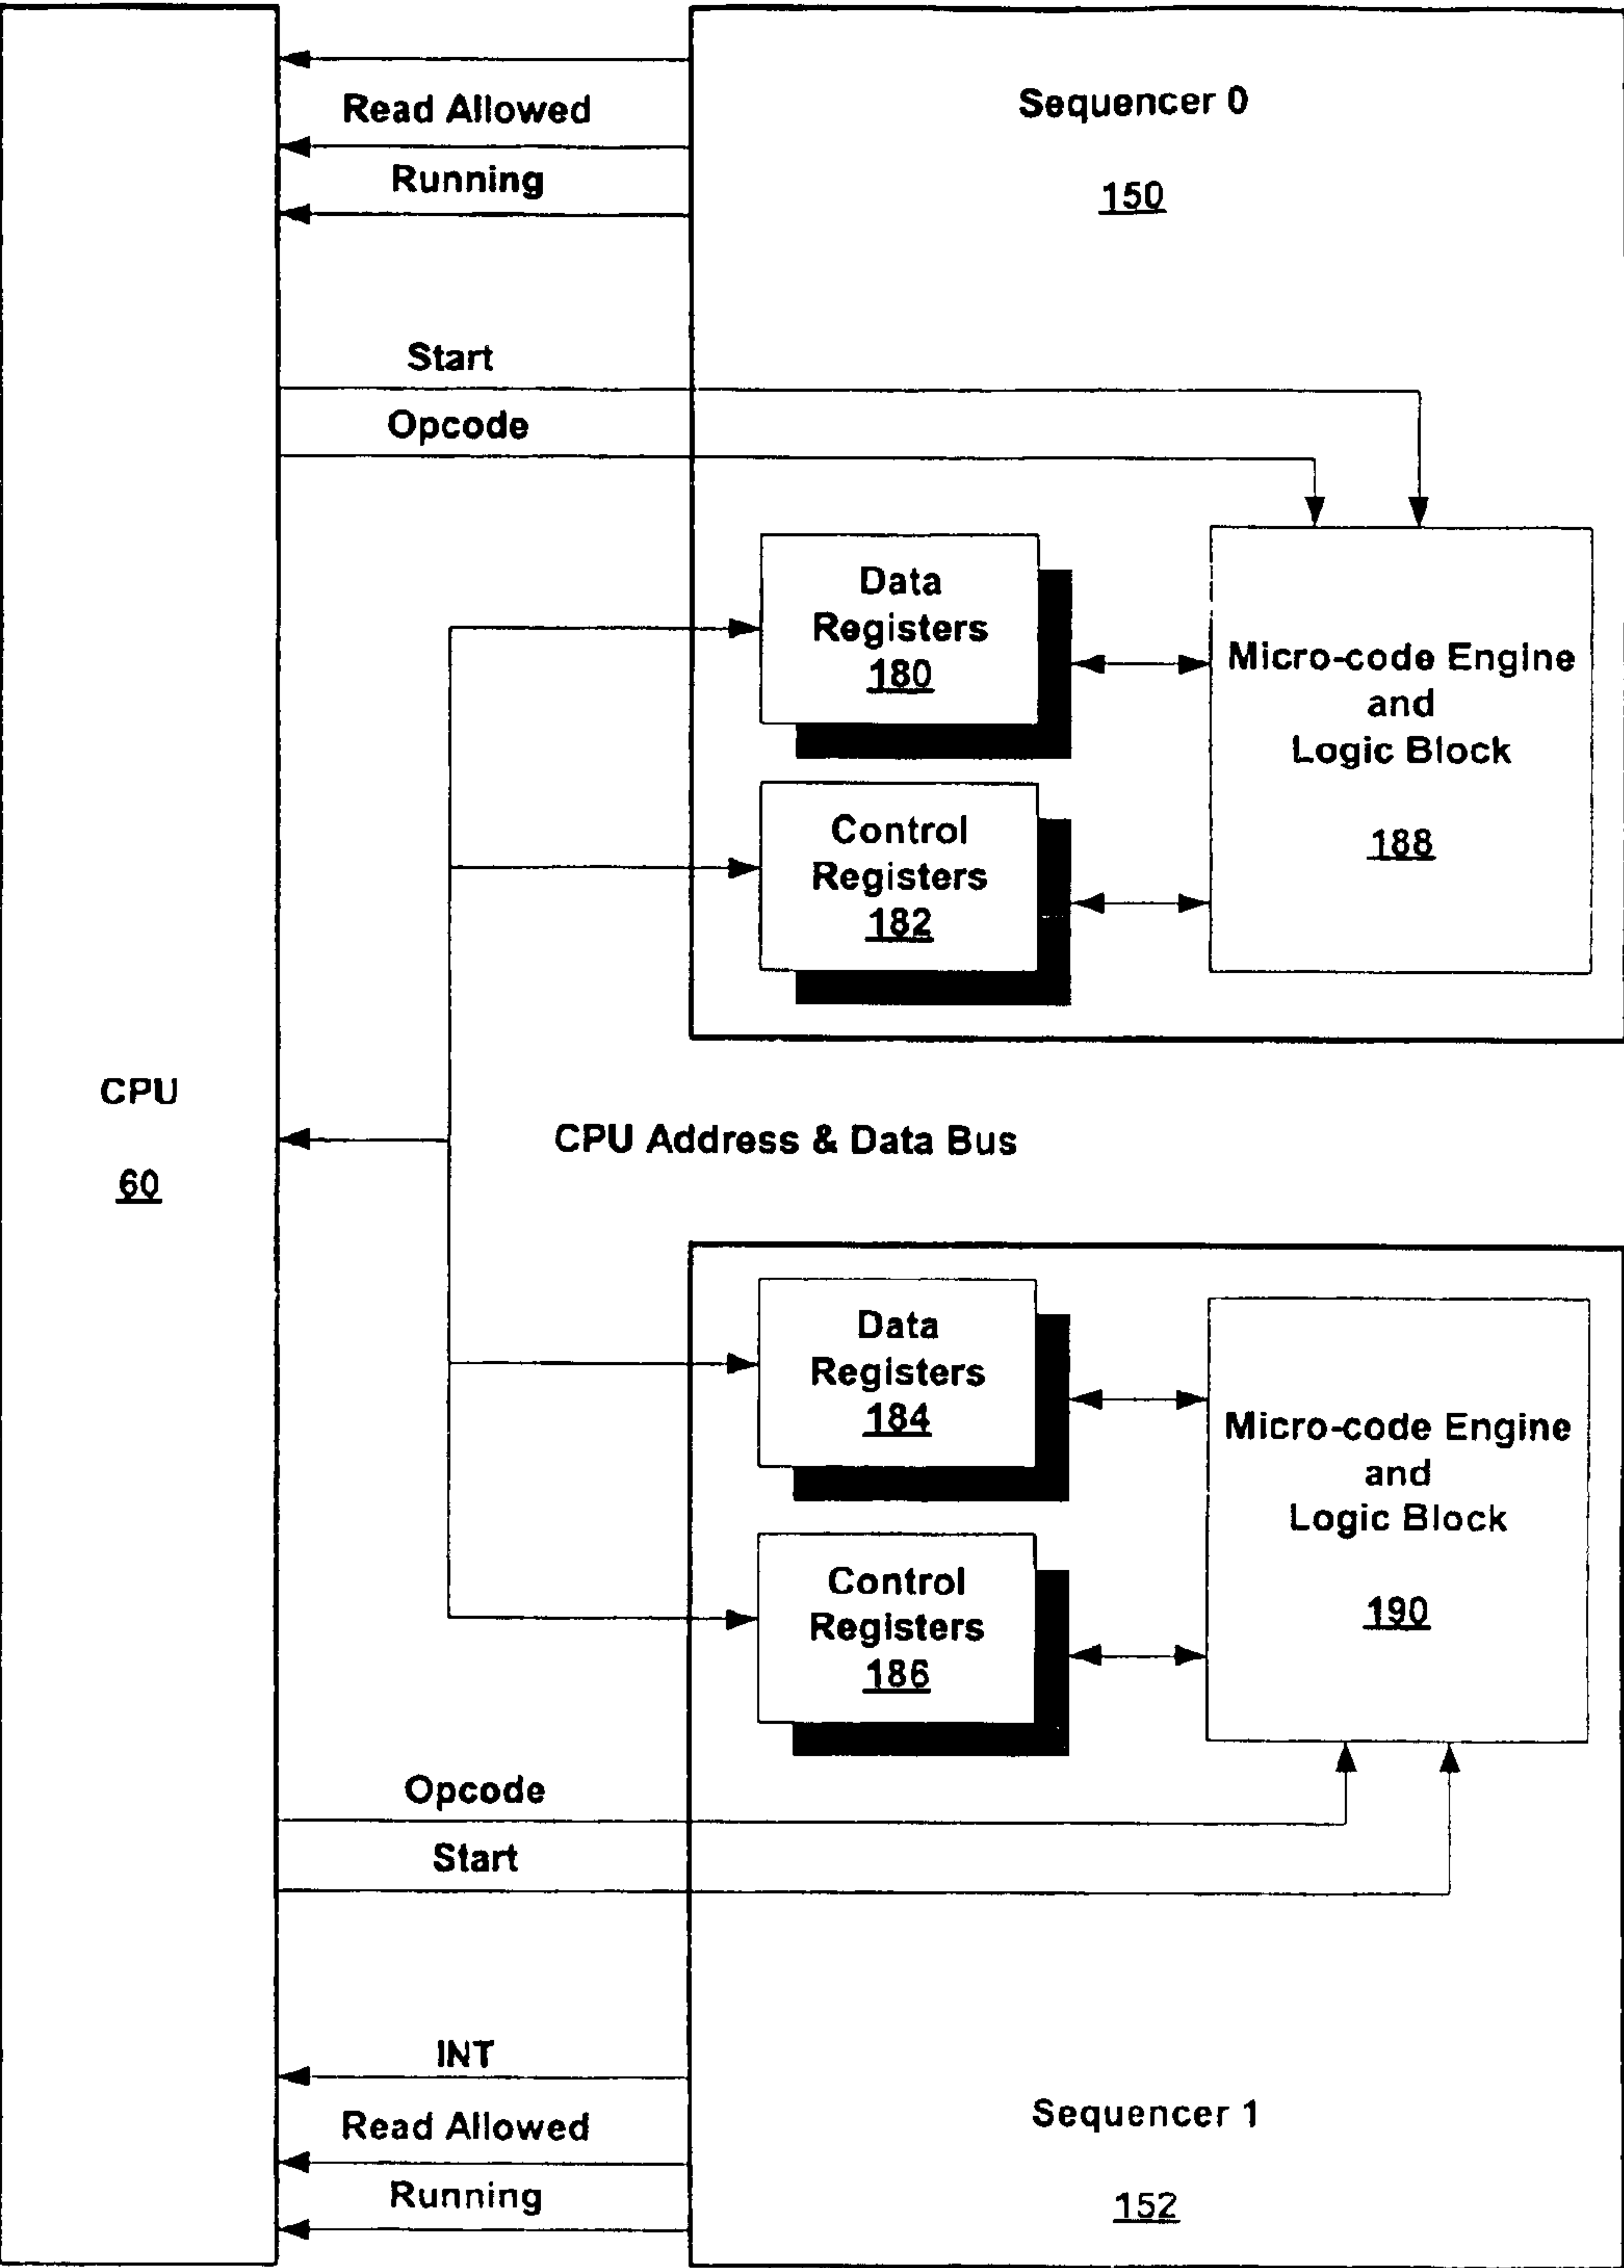 Read Allowed
Running
Sequencer 0
150
Start
Opcode
Data
Registers
180
Micro-code Engine
and
Logic Block
188
Control
Registers
182
CPU
60
CPU Address & Data Bus
Data
Registers
184
Micro-code Engine
and
Logic Block
190
Control
Registers
186
Opcode
Start
INT
Read Allowed
Running
Sequencer 1
152